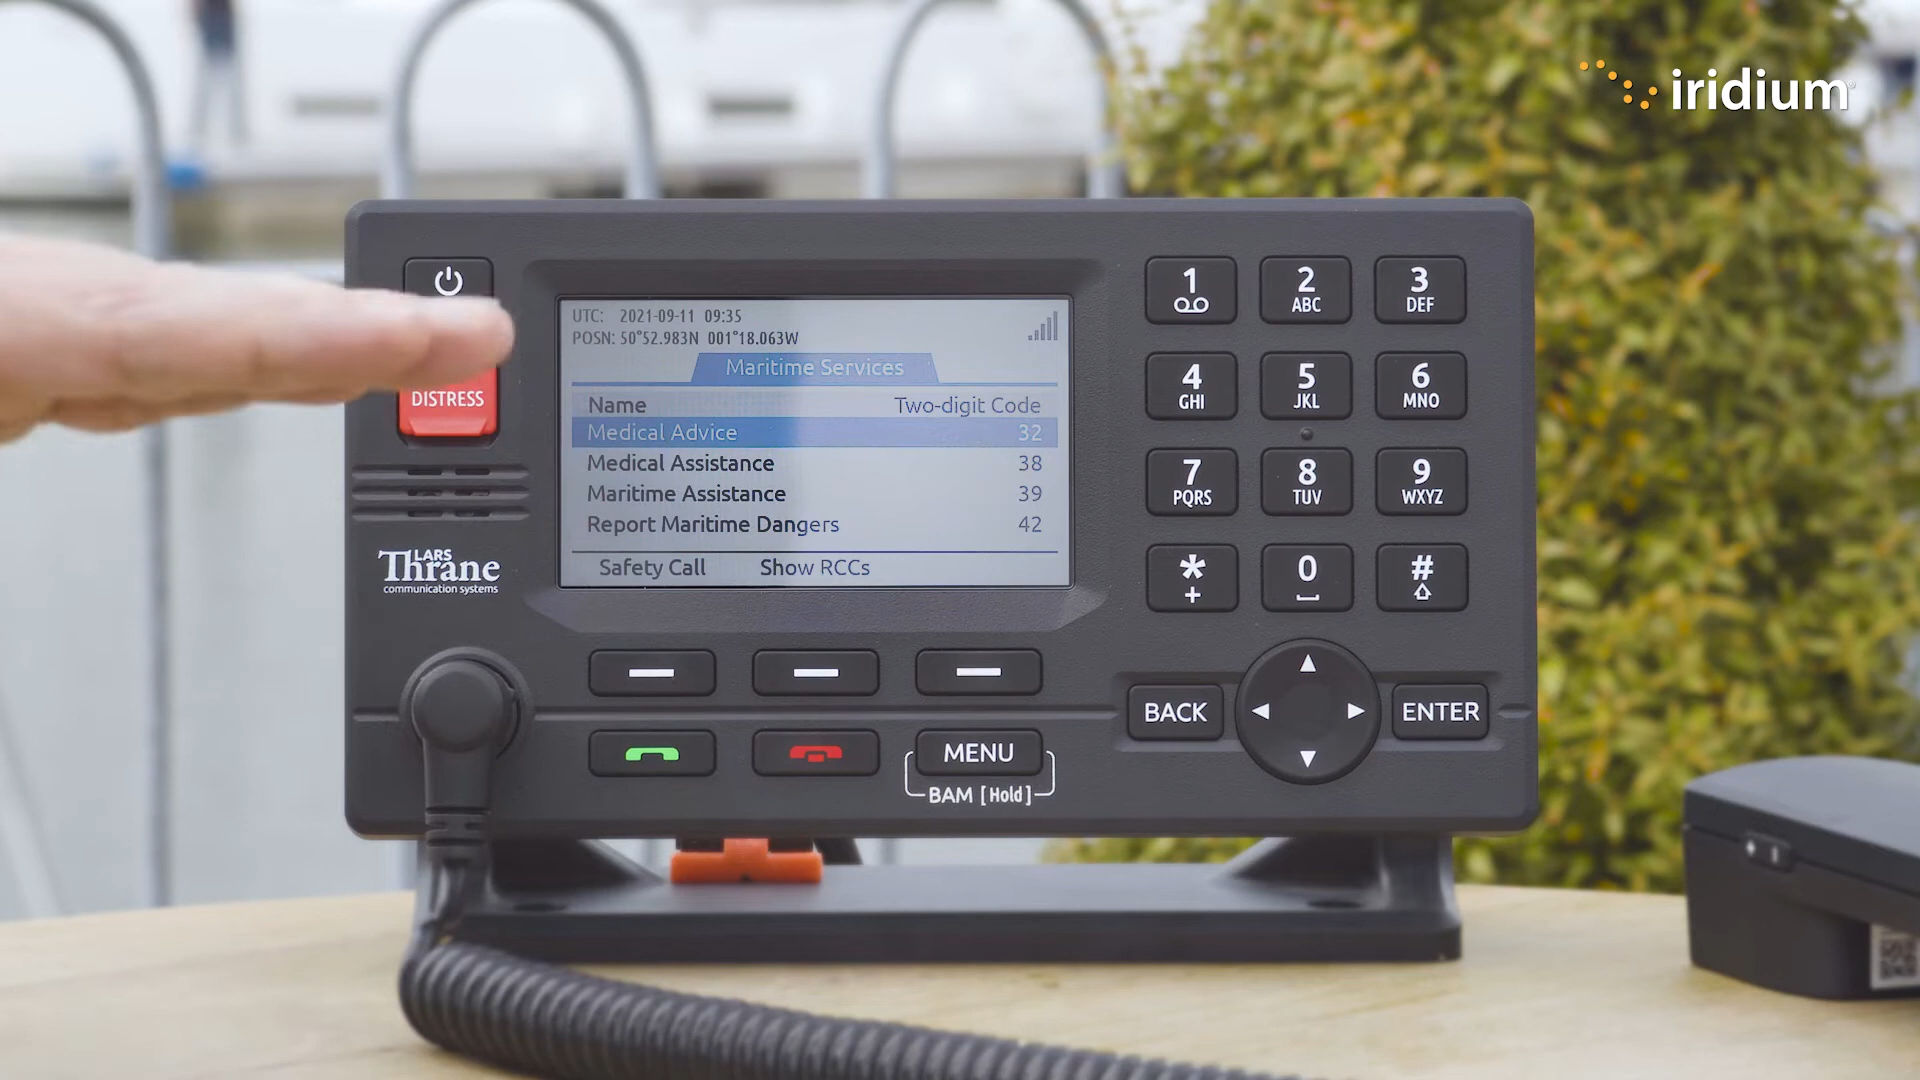 iridium
UTC: 2021-09-11 09:35
POSN: 50°52.983N 001°18.063W
Maritime Services
Name Two-digit Code
Medical Advice 32
Medical Assistance 38
Maritime Assistance 39
Report Maritime Dangers 42
Safety Call Show RCCs
DISTRESS
LARS
Thrane
communication systems
1
2 ABC
3 DEF
4 GHI
5 JKL
6 MNO
7 PQRS
8 TUV
9 WXYZ
* +
0
#
BACK
ENTER
MENU
BAM [Hold]